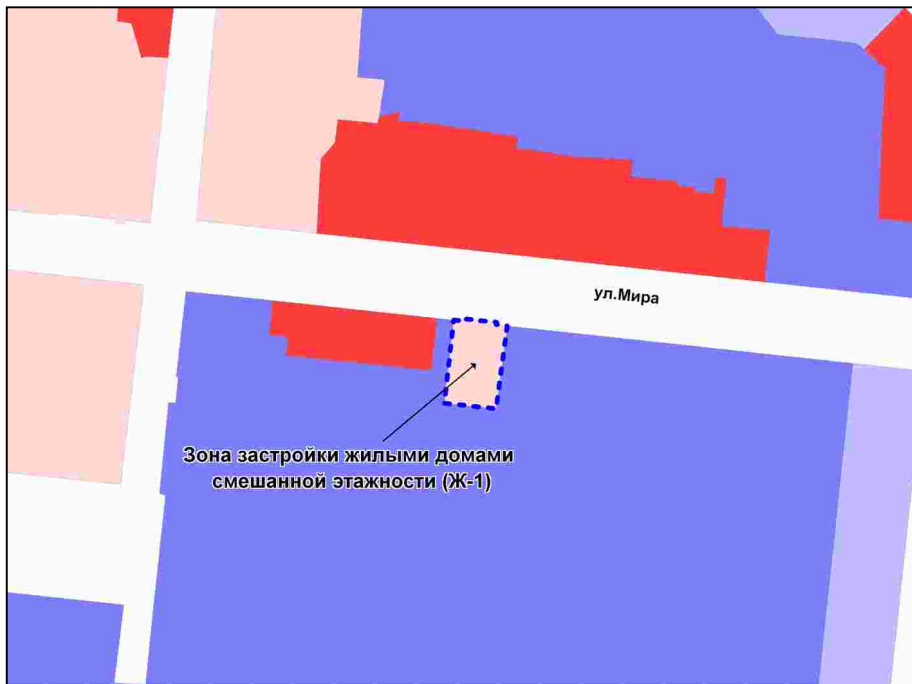 ул.Мира
Зона застройки жилыми домами
смешанной этажности (Ж-1)